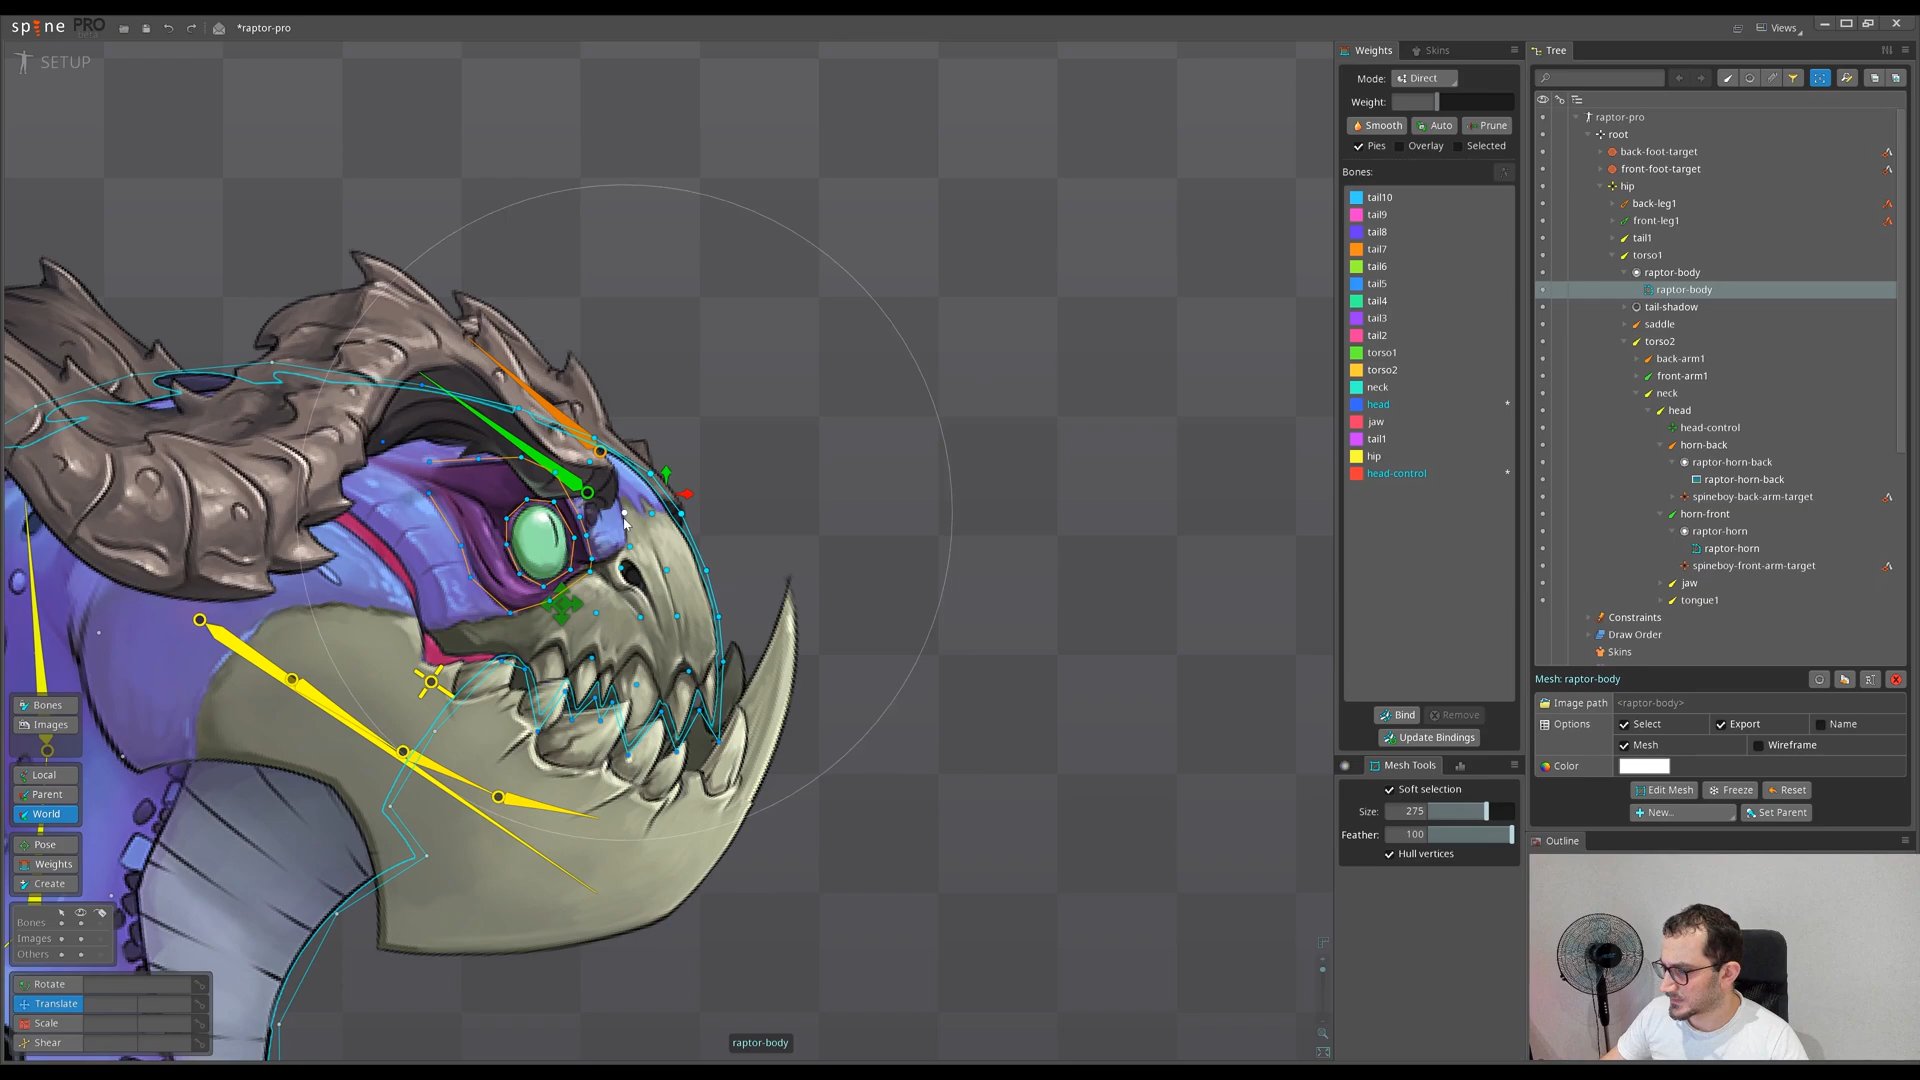 spine PRO
beta
*raptor-pro
Views
SETUP
Weights
Skins
Tree
Mode: Direct
Weight:
Smooth Auto Prune
Pies Overlay Selected
Bones:
tail10
tail9
tail8
tail7
tail6
tail5
tail4
tail3
tail2
torso1
torso2
neck
head *
jaw
tail1
hip
head-control *
Bind Remove
Update Bindings
Mesh Tools
Soft selection
Size: 275
Feather: 100
Hull vertices
raptor-pro
root
back-foot-target
front-foot-target
hip
back-leg1
front-leg1
tail1
torso1
raptor-body
raptor-body
tail-shadow
saddle
torso2
back-arm1
front-arm1
neck
head
head-control
horn-back
raptor-horn-back
raptor-horn-back
spineboy-back-arm-target
horn-front
raptor-horn
raptor-horn
spineboy-front-arm-target
jaw
tongue1
Constraints
Draw Order
Skins
Mesh: raptor-body
Image path <raptor-body>
Options Select Export Name
Mesh Wireframe
Color
Edit Mesh Freeze Reset
New... Set Parent
Outline
Bones
Images
Local
Parent
World
Pose
Weights
Create
Bones
Images
Others
Rotate
Translate
Scale
Shear
raptor-body